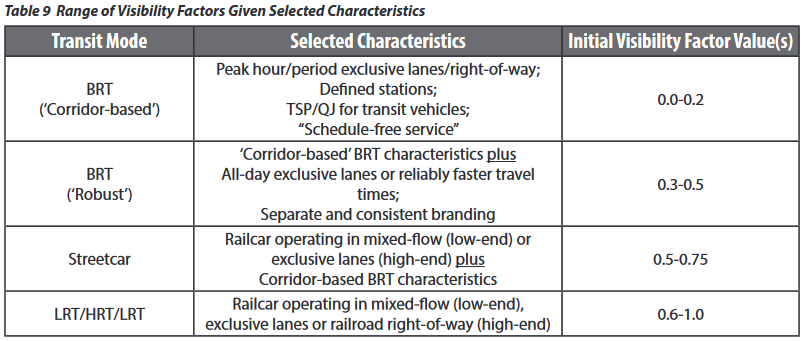 Table 9 Range of Visibility Factors Given Selected Characteristics
Transit Mode
Selected Characteristics
Initial Visibility Factor Value(s)
BRT
(‘Corridor-based’)
Peak hour/period exclusive lanes/right-of-way;
Defined stations;
TSP/QJ for transit vehicles;
“Schedule-free service”
0.0-0.2
BRT
(‘Robust’)
‘Corridor-based’ BRT characteristics plus
All-day exclusive lanes or reliably faster travel
times;
Separate and consistent branding
0.3-0.5
Streetcar
Railcar operating in mixed-flow (low-end) or
exclusive lanes (high-end) plus
Corridor-based BRT characteristics
0.5-0.75
LRT/HRT/LRT
Railcar operating in mixed-flow (low-end),
exclusive lanes or railroad right-of-way (high-end)
0.6-1.0